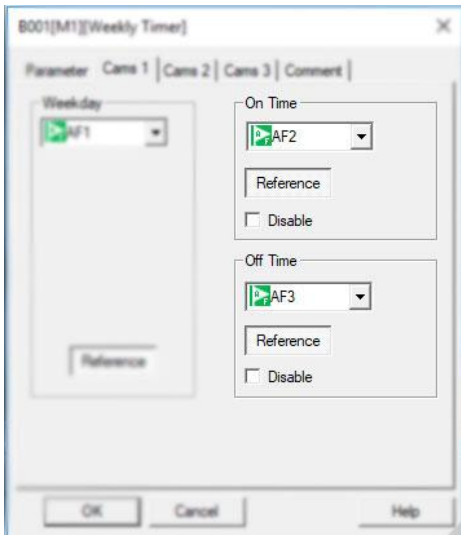 B001[M1][Weekly Timer]
Parameter Cams 1 Cams 2 Cams 3 Comment
Weekday
AF1
Reference
On Time
AF2
Reference
Disable
Off Time
AF3
Reference
Disable
OK Cancel Help